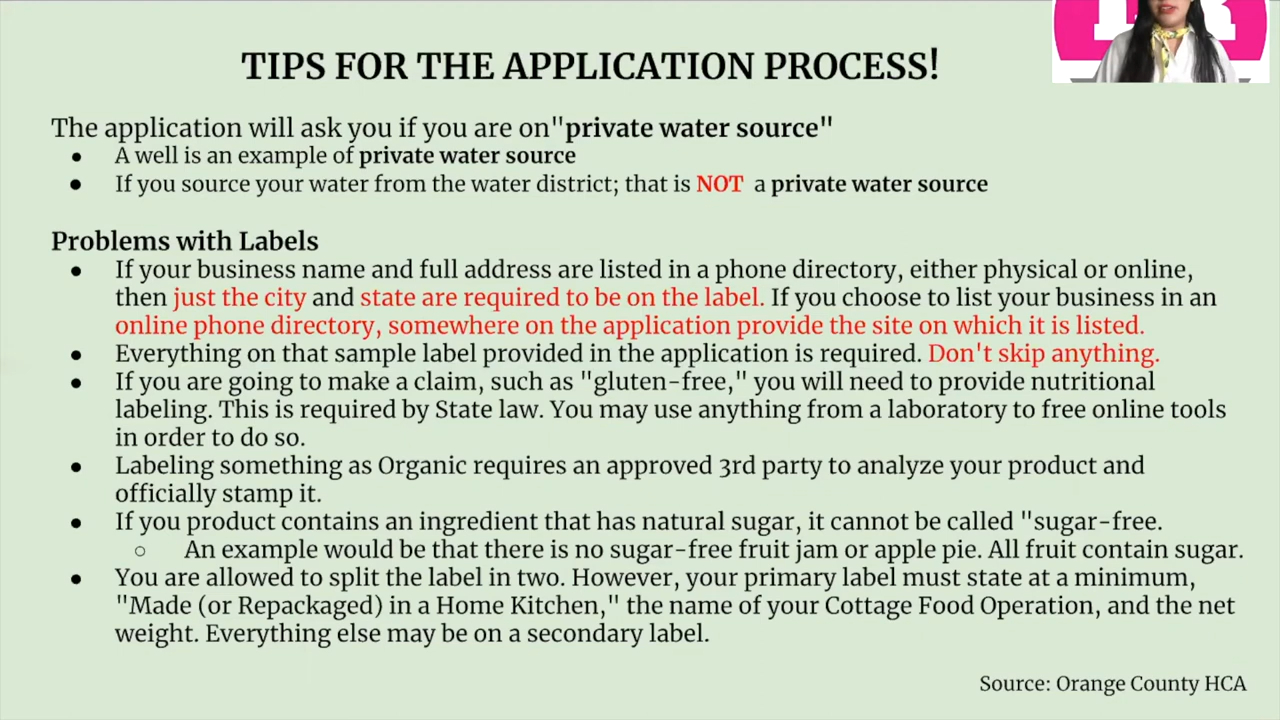 TIPS FOR THE APPLICATION PROCESS!
The application will ask you if you are on"private water source"
● A well is an example of private water source
● If you source your water from the water district; that is NOT a private water source
Problems with Labels
● If your business name and full address are listed in a phone directory, either physical or online,
then just the city and state are required to be on the label. If you choose to list your business in an
online phone directory, somewhere on the application provide the site on which it is listed.
● Everything on that sample label provided in the application is required. Don't skip anything.
● If you are going to make a claim, such as "gluten-free," you will need to provide nutritional
labeling. This is required by State law. You may use anything from a laboratory to free online tools
in order to do so.
● Labeling something as Organic requires an approved 3rd party to analyze your product and
officially stamp it.
● If you product contains an ingredient that has natural sugar, it cannot be called "sugar-free.
○ An example would be that there is no sugar-free fruit jam or apple pie. All fruit contain sugar.
● You are allowed to split the label in two. However, your primary label must state at a minimum,
"Made (or Repackaged) in a Home Kitchen," the name of your Cottage Food Operation, and the net
weight. Everything else may be on a secondary label.
Source: Orange County HCA